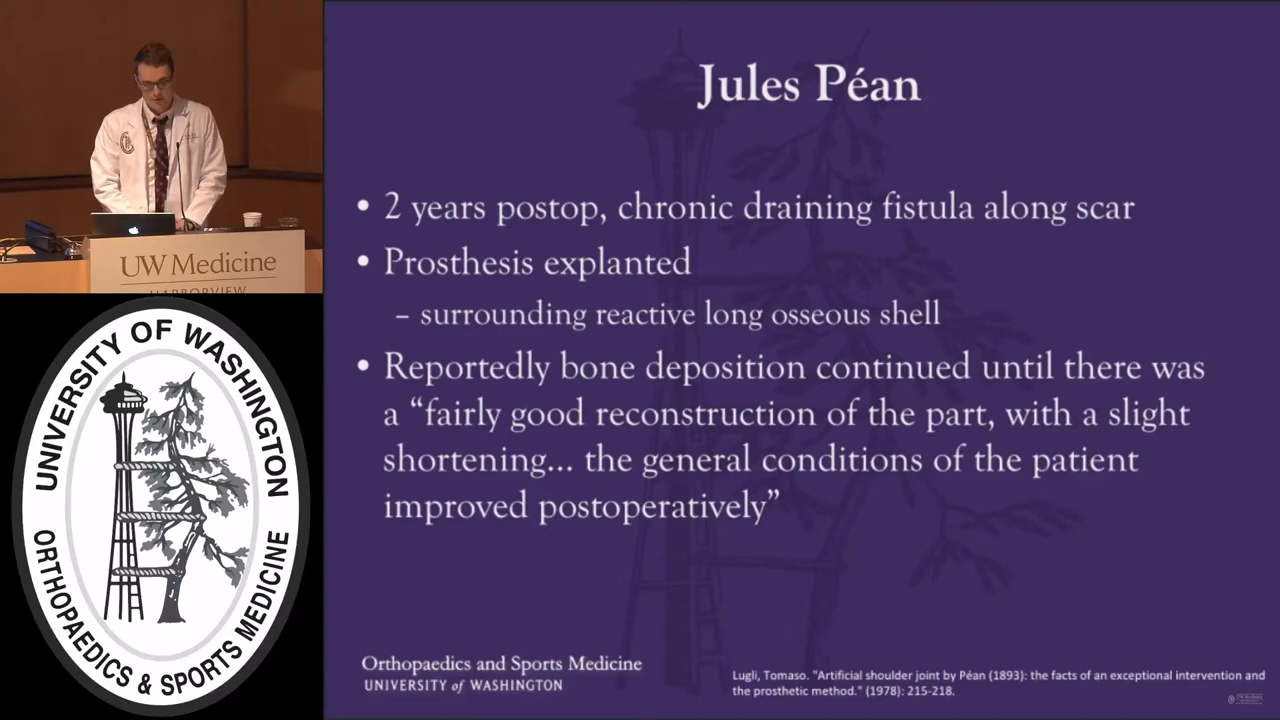 Jules Péan
• 2 years postop, chronic draining fistula along scar
• Prosthesis explanted
– surrounding reactive long osseous shell
• Reportedly bone deposition continued until there was
a “fairly good reconstruction of the part, with a slight
shortening... the general conditions of the patient
improved postoperatively”
Orthopaedics and Sports Medicine
UNIVERSITY of WASHINGTON
Lugli, Tomaso. "Artificial shoulder joint by Péan (1893): the facts of an exceptional intervention and
the prosthetic method." (1978): 215-218.
UW Medicine
HARBORVIEW
UNIVERSITY OF WASHINGTON
ORTHOPAEDICS & SPORTS MEDICINE